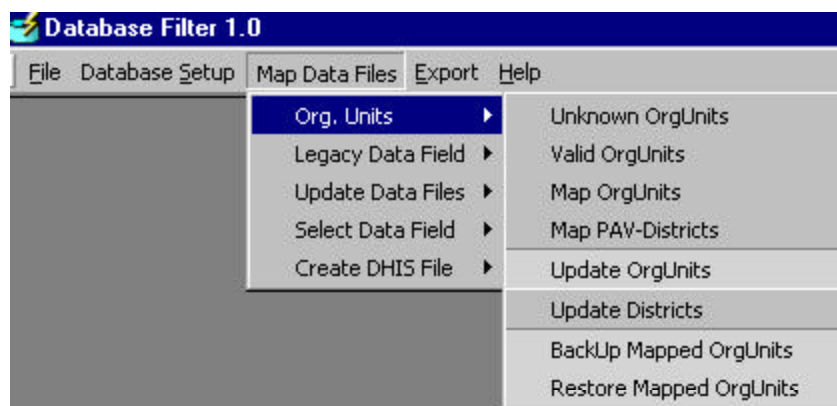 Database Filter 1.0
File Database Setup Map Data Files Export Help
Org. Units
Legacy Data Field
Update Data Files
Select Data Field
Create DHIS File
Unknown OrgUnits
Valid OrgUnits
Map OrgUnits
Map PAV-Districts
Update OrgUnits
Update Districts
BackUp Mapped OrgUnits
Restore Mapped OrgUnits